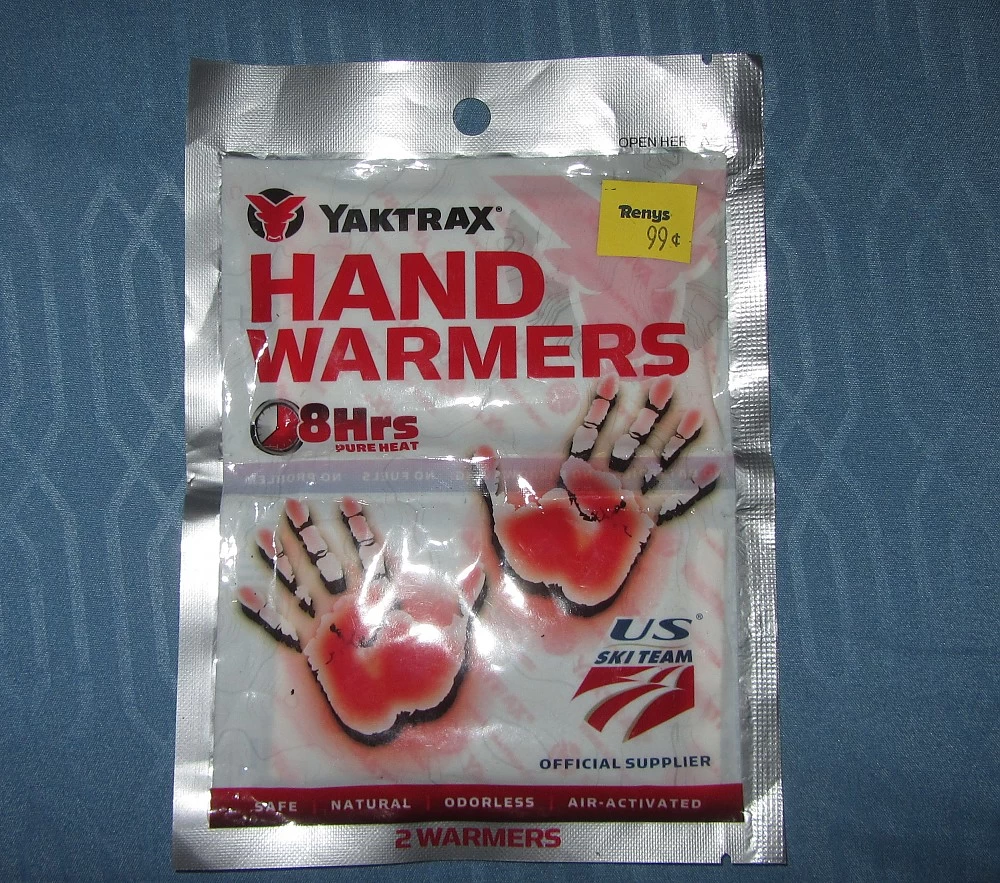 OPEN HER
YAKTRAX®
Renys
99¢
HAND
WARMERS
8Hrs
PURE HEAT
US®
SKI TEAM
OFFICIAL SUPPLIER
SAFE | NATURAL | ODORLESS | AIR-ACTIVATED
2 WARMERS